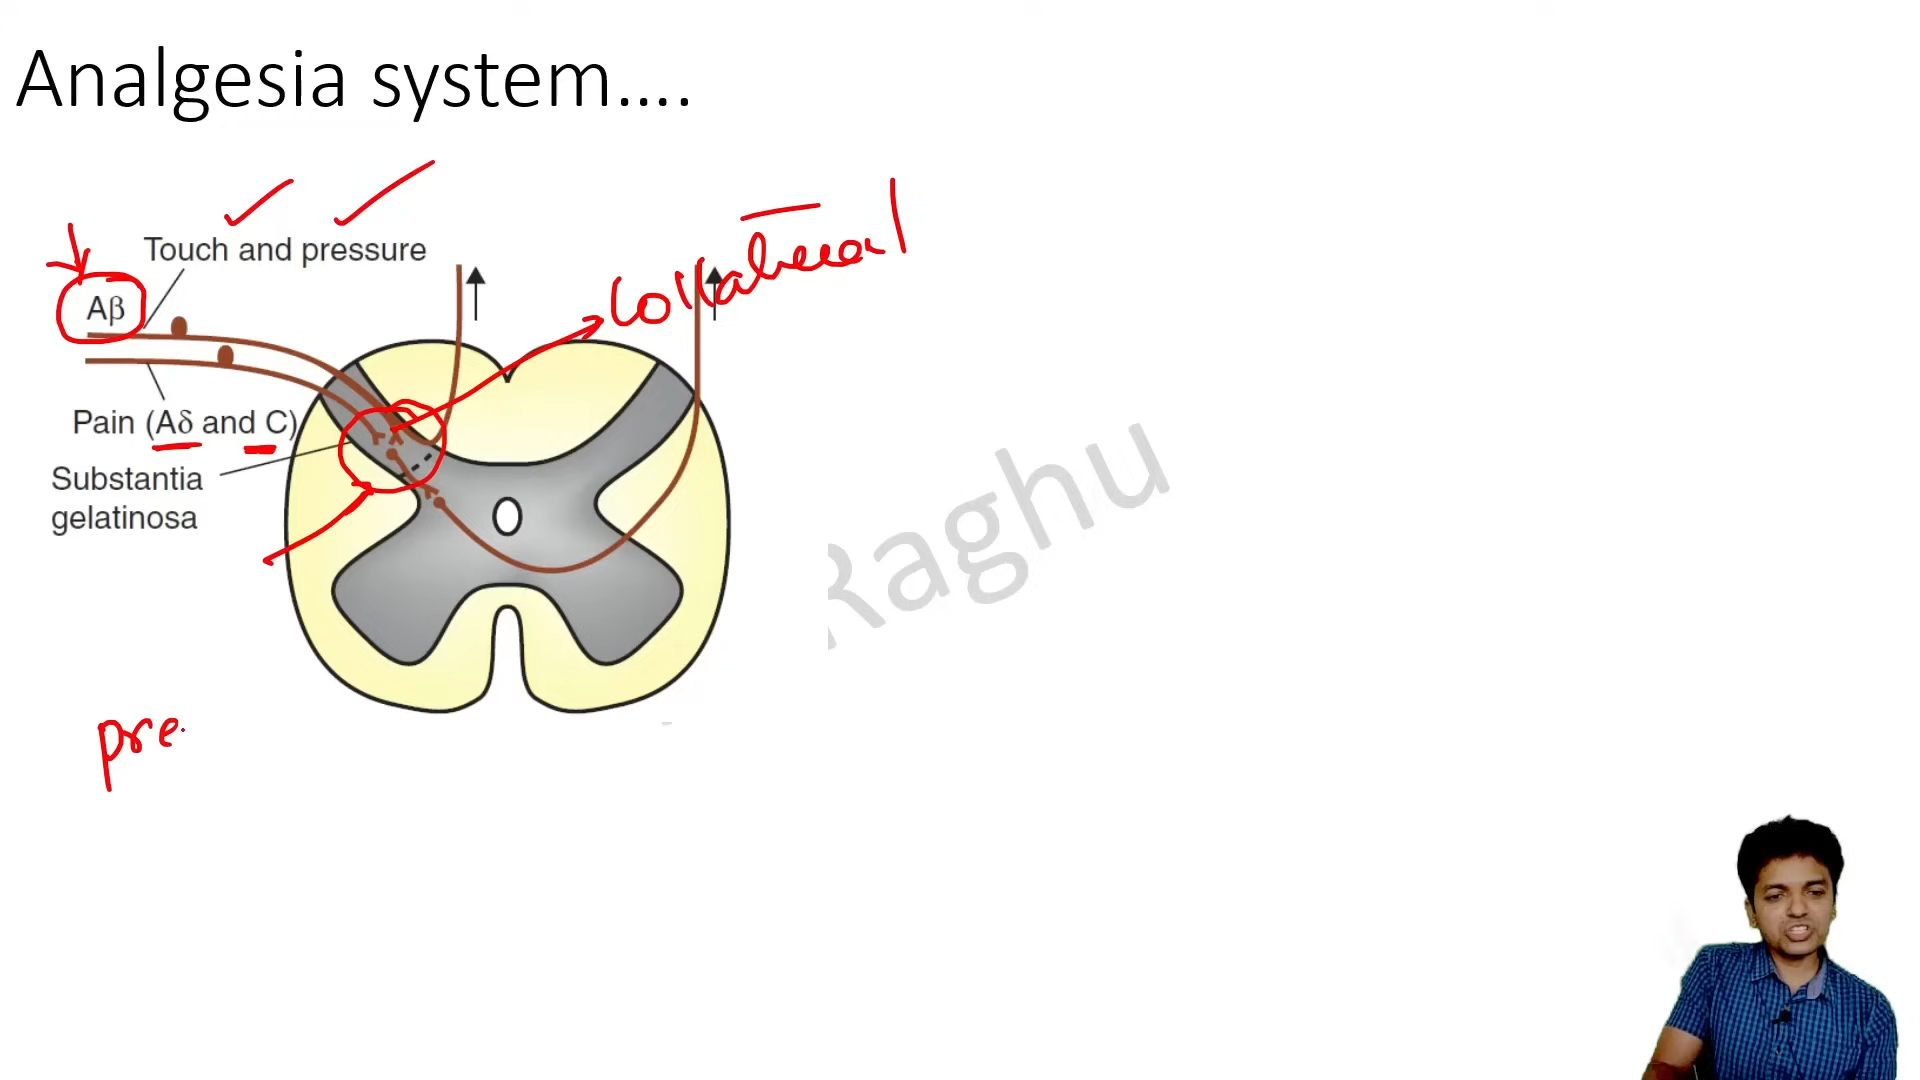 Analgesia system....
Collateral
Touch and pressure
Aβ
Pain (Aδ and C)
Substantia
gelatinosa
Raghu
pre